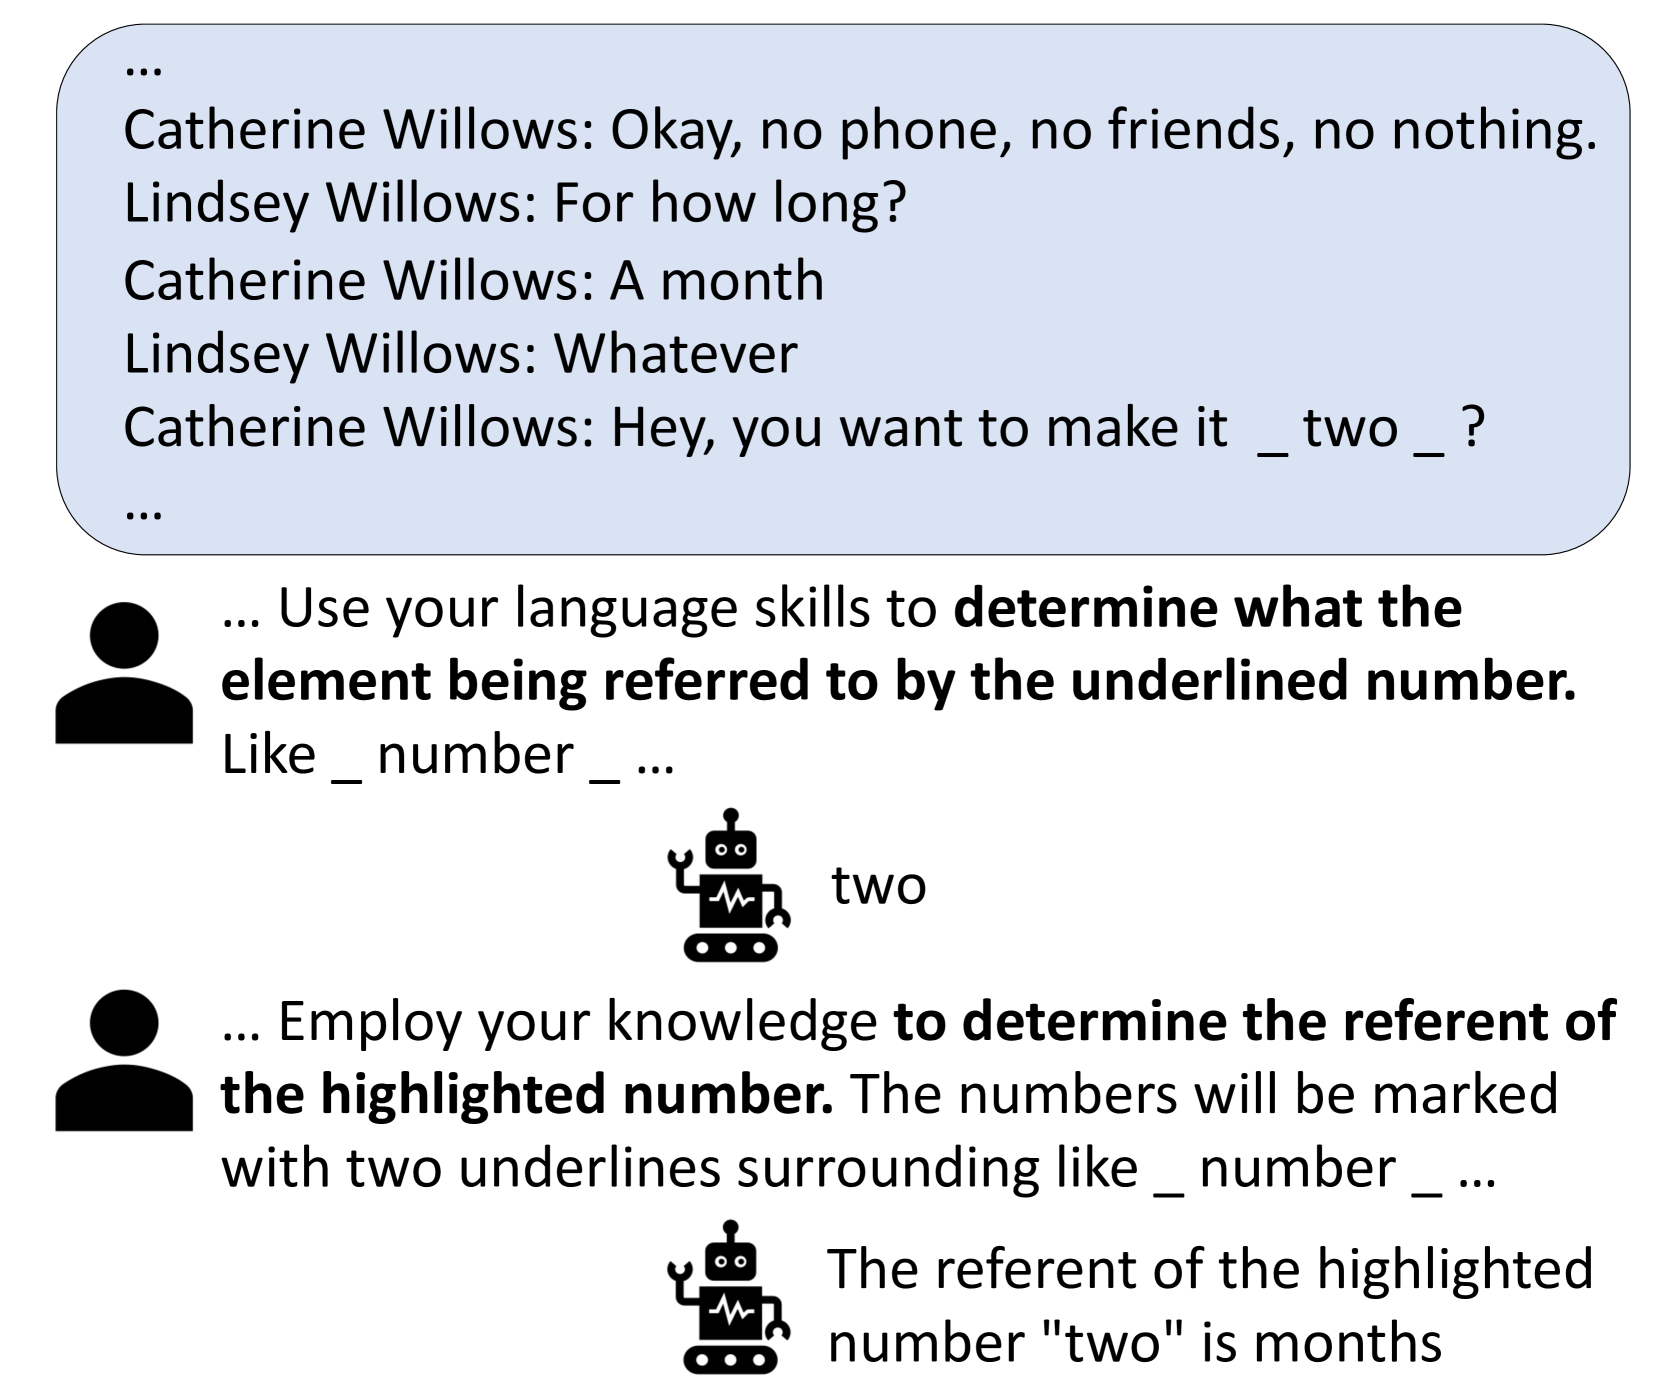 ...
Catherine Willows: Okay, no phone, no friends, no nothing.
Lindsey Willows: For how long?
Catherine Willows: A month
Lindsey Willows: Whatever
Catherine Willows: Hey, you want to make it _ two _ ?
...
... Use your language skills to determine what the
element being referred to by the underlined number.
Like _ number _ ...
two
... Employ your knowledge to determine the referent of
the highlighted number. The numbers will be marked
with two underlines surrounding like _ number _ ...
The referent of the highlighted
number "two" is months